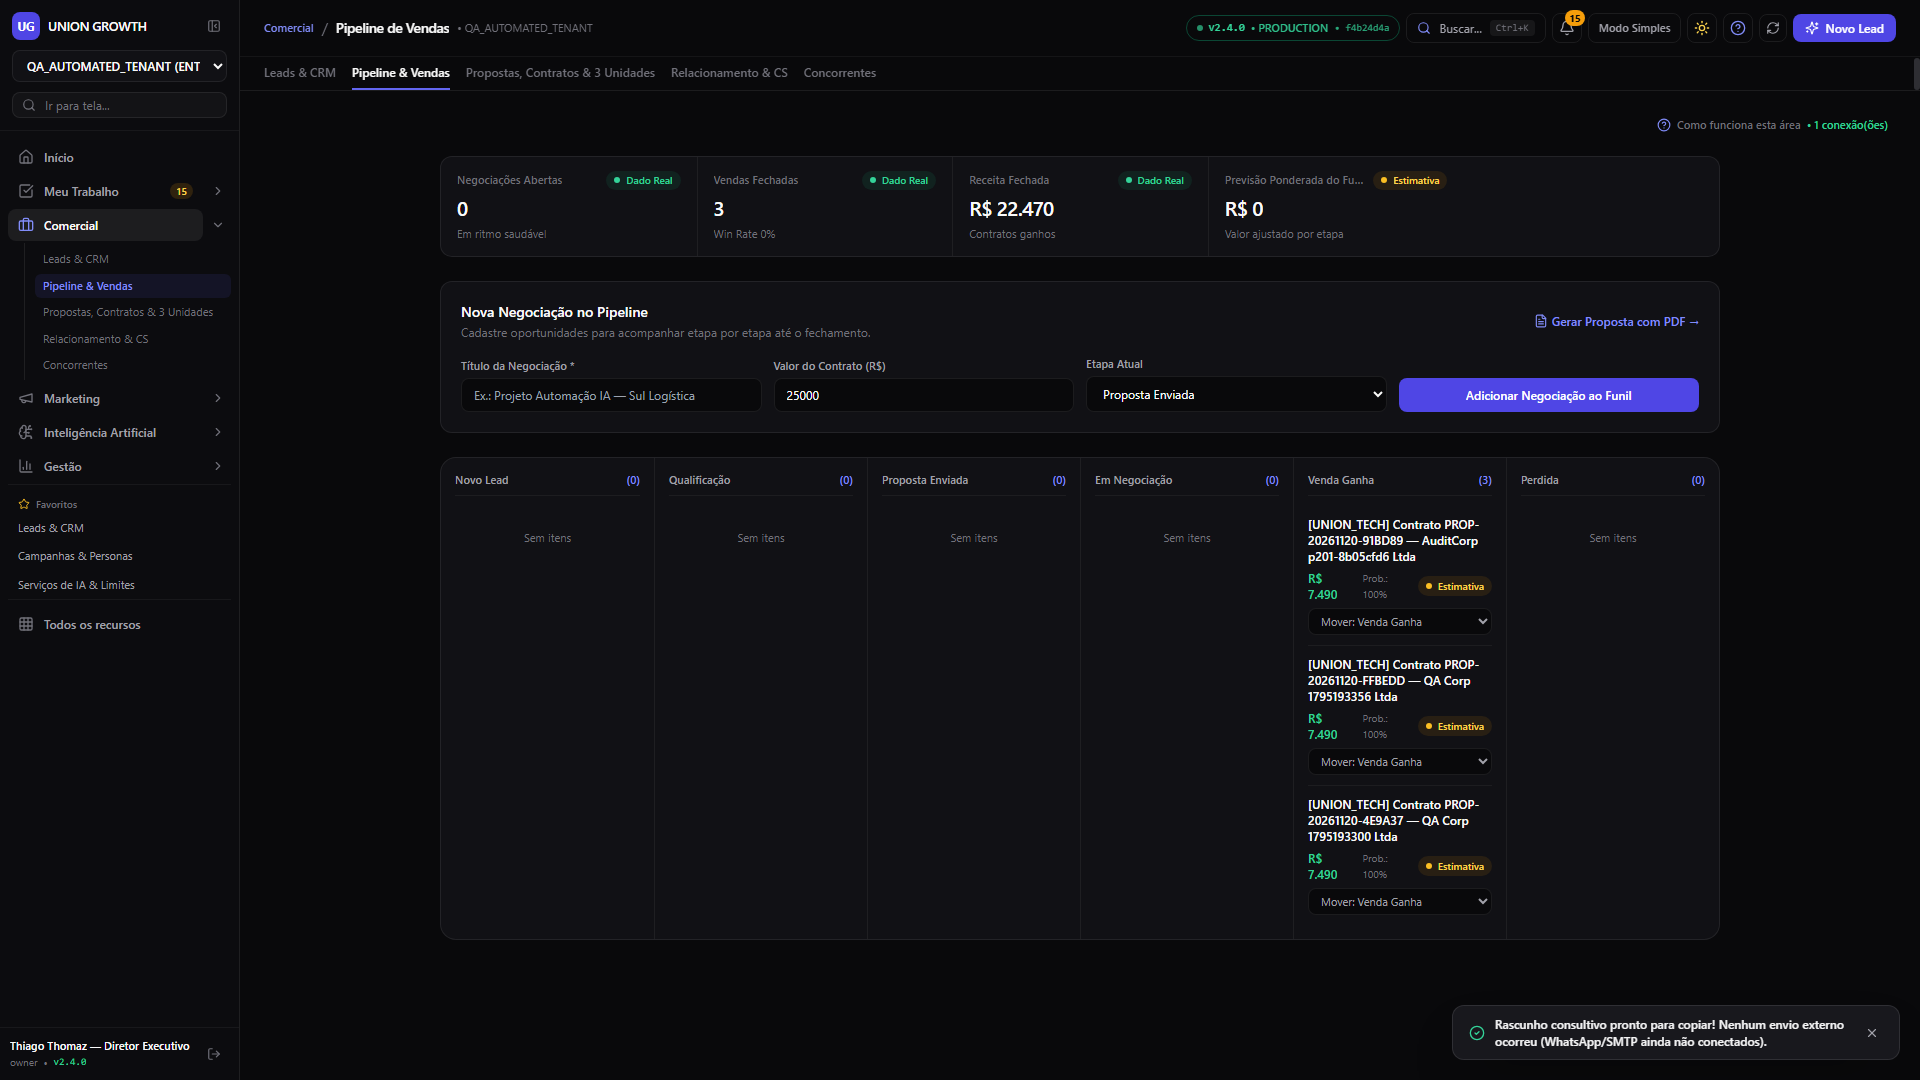 UG UNION GROWTH
QA_AUTOMATED_TENANT (ENT
Ir para tela...
Início
Meu Trabalho 15
Comercial
Leads & CRM
Pipeline & Vendas
Propostas, Contratos & 3 Unidades
Relacionamento & CS
Concorrentes
Marketing
Inteligência Artificial
Gestão
Favoritos
Leads & CRM
Campanhas & Personas
Serviços de IA & Limites
Todos os recursos
Thiago Thomaz — Diretor Executivo
owner • v2.4.0
Comercial / Pipeline de Vendas • QA_AUTOMATED_TENANT
v2.4.0 • PRODUCTION • f4b24d4a
Buscar... Ctrl+K
15
Modo Simples
Novo Lead
Leads & CRM Pipeline & Vendas Propostas, Contratos & 3 Unidades Relacionamento & CS Concorrentes
Como funciona esta área • 1 conexão(ões)
Negociações Abertas Dado Real
0
Em ritmo saudável
Vendas Fechadas Dado Real
3
Win Rate 0%
Receita Fechada Dado Real
R$ 22.470
Contratos ganhos
Previsão Ponderada do Fu... Estimativa
R$ 0
Valor ajustado por etapa
Nova Negociação no Pipeline
Cadastre oportunidades para acompanhar etapa por etapa até o fechamento.
Gerar Proposta com PDF →
Título da Negociação *
Ex.: Projeto Automação IA — Sul Logística
Valor do Contrato (R$)
25000
Etapa Atual
Proposta Enviada
Adicionar Negociação ao Funil
Novo Lead (0)
Sem itens
Qualificação (0)
Sem itens
Proposta Enviada (0)
Sem itens
Em Negociação (0)
Sem itens
Venda Ganha (3)
[UNION_TECH] Contrato PROP-
20261120-91BD89 — AuditCorp
p201-8b05cfd6 Ltda
R$ 7.490 Prob.: 100% Estimativa
Mover: Venda Ganha
[UNION_TECH] Contrato PROP-
20261120-FFBEDD — QA Corp
1795193356 Ltda
R$ 7.490 Prob.: 100% Estimativa
Mover: Venda Ganha
[UNION_TECH] Contrato PROP-
20261120-4E9A37 — QA Corp
1795193300 Ltda
R$ 7.490 Prob.: 100% Estimativa
Mover: Venda Ganha
Perdida (0)
Sem itens
Rascunho consultivo pronto para copiar! Nenhum envio externo
ocorreu (WhatsApp/SMTP ainda não conectados).